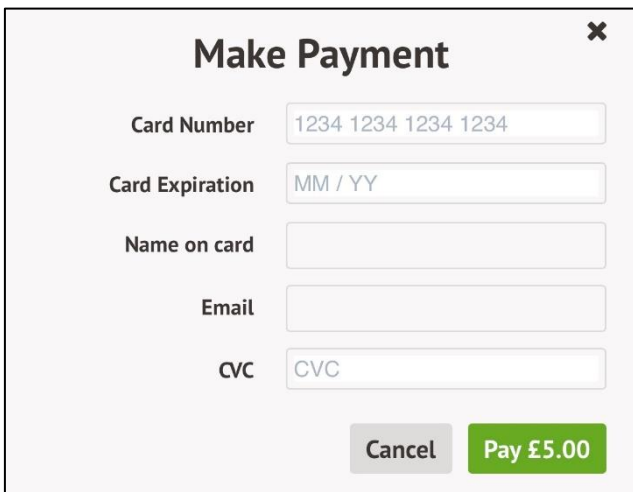 Make Payment
Card Number 1234 1234 1234 1234
Card Expiration MM / YY
Name on card
Email
CVC CVC
Cancel Pay £5.00